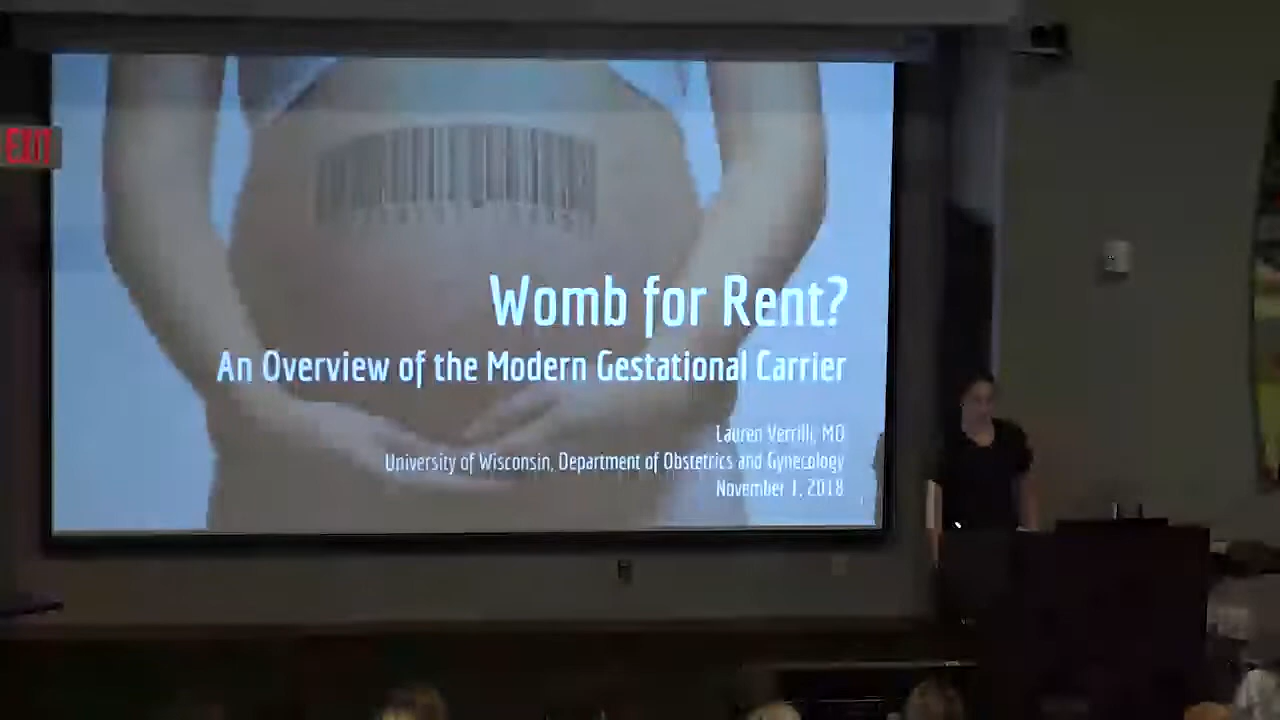 EXIT
Womb for Rent?
An Overview of the Modern Gestational Carrier
Lauren Verrilli, MD
University of Wisconsin, Department of Obstetrics and Gynecology
November 1, 2018